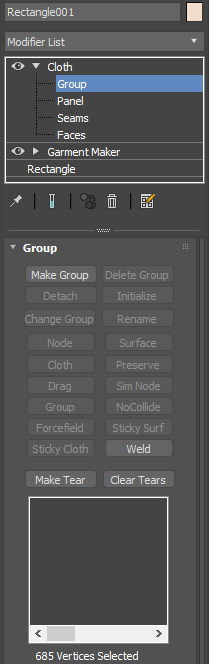 Rectangle001
Modifier List
Cloth
Group
Panel
Seams
Faces
Garment Maker
Rectangle
Group
Make Group Delete Group
Detach Initialize
Change Group Rename
Node Surface
Cloth Preserve
Drag Sim Node
Group NoCollide
Forcefield Sticky Surf
Sticky Cloth Weld
Make Tear Clear Tears
685 Vertices Selected